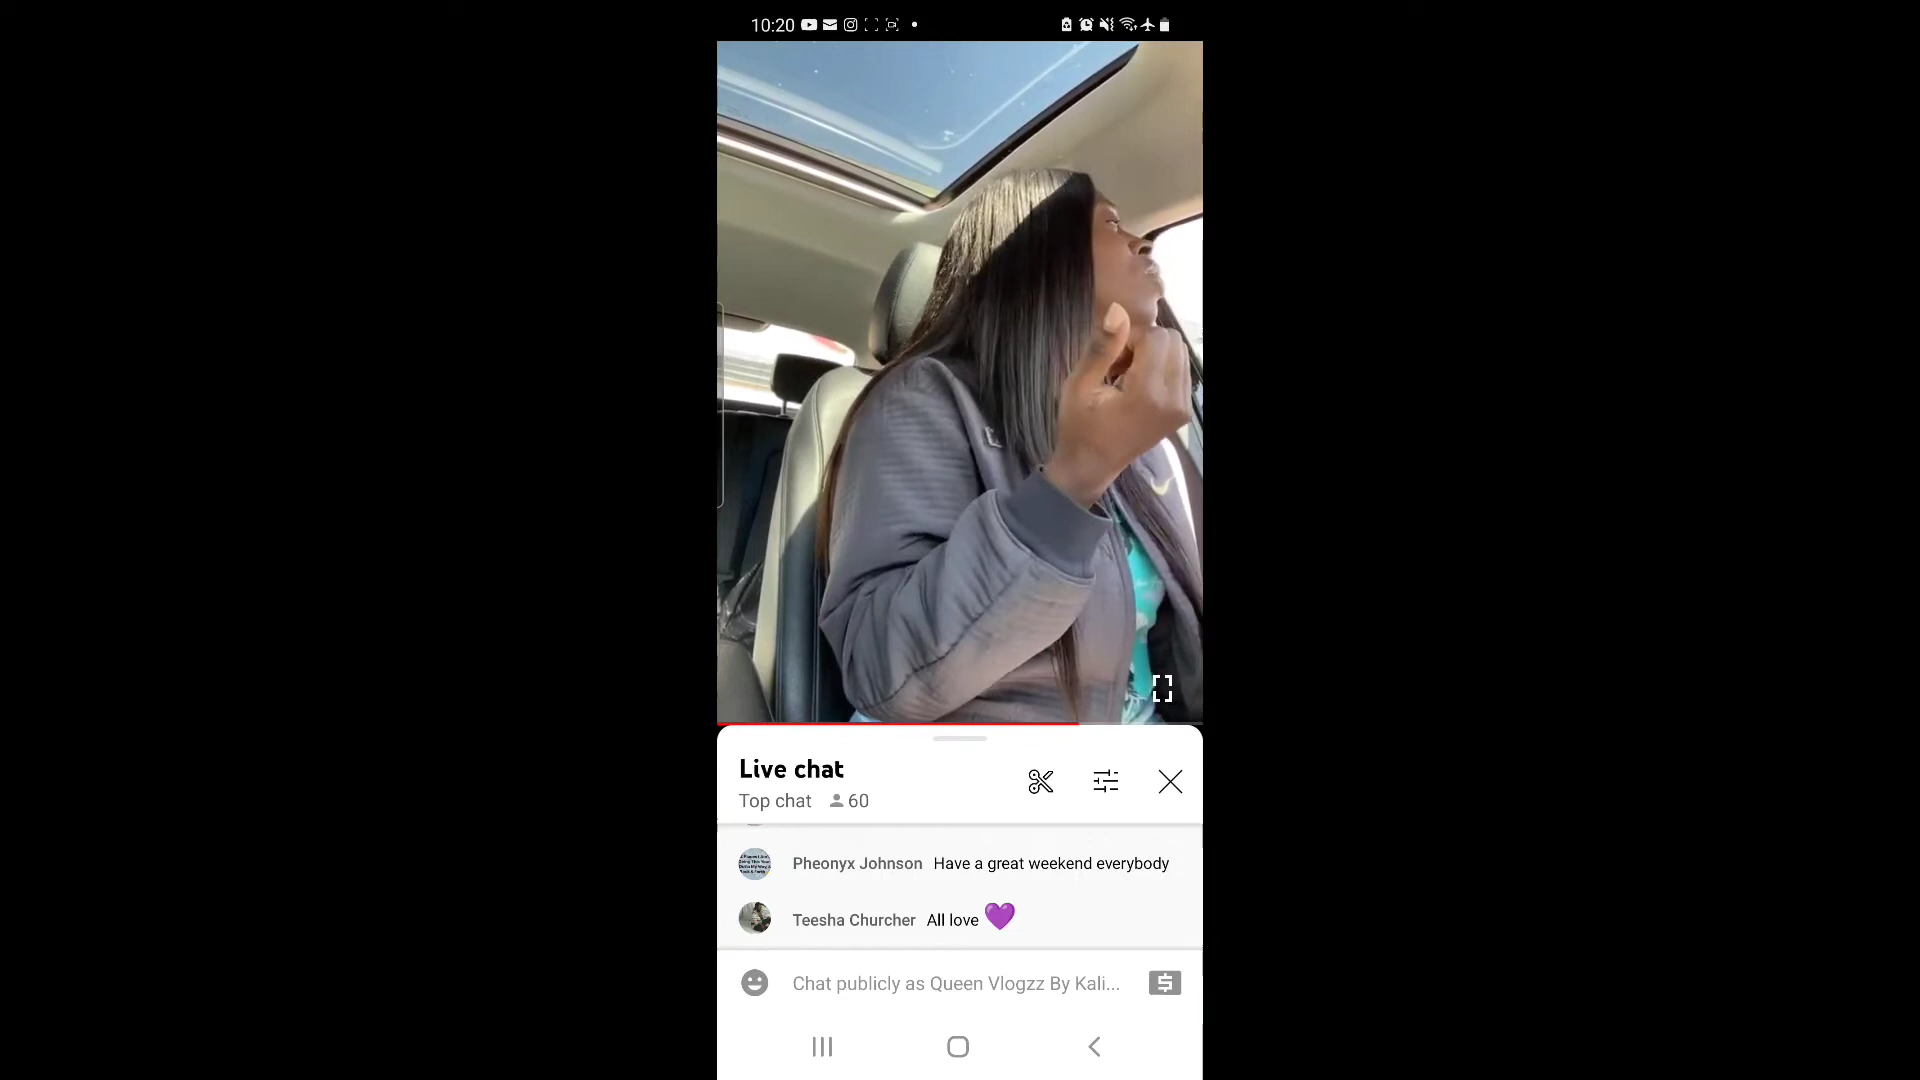 10:20
Live chat
Top chat 60
Pheonyx Johnson Have a great weekend everybody
Teesha Churcher All love 💜
Chat publicly as Queen Vlogzz By Kali...